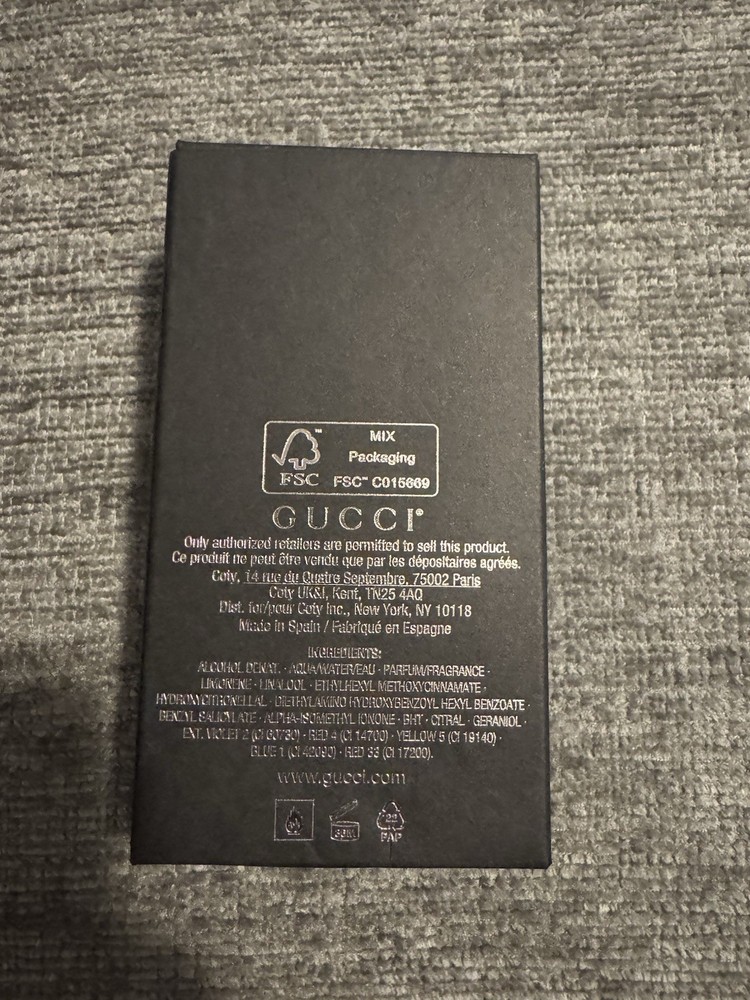 MIX
Packaging
FSC™ C015669
FSC
GUCCI®
Only authorized retailers are permitted to sell this product.
Ce produit ne peut être vendu que par les dépositaires agréés.
Coty, 14 rue du Quatre Septembre, 75002 Paris
Coty UK&I, Kent, TN25 4AQ
Dist. for/pour Coty Inc., New York, NY 10118
Made in Spain / Fabriqué en Espagne
INGREDIENTS:
ALCOHOL DENAT. · AQUA/WATER/EAU · PARFUM/FRAGRANCE ·
LIMONENE · LINALOOL · ETHYLHEXYL METHOXYCINNAMATE ·
HYDROXYCITRONELLAL · DIETHYLAMINO HYDROXYBENZOYL HEXYL BENZOATE ·
BENZYL SALICYLATE · ALPHA-ISOMETHYL IONONE · BHT · CITRAL · GERANIOL ·
EXT. VIOLET 2 (CI 60730) · RED 4 (CI 14700) · YELLOW 5 (CI 19140) ·
BLUE 1 (CI 42090) · RED 33 (CI 17200).
www.gucci.com
22
PAP